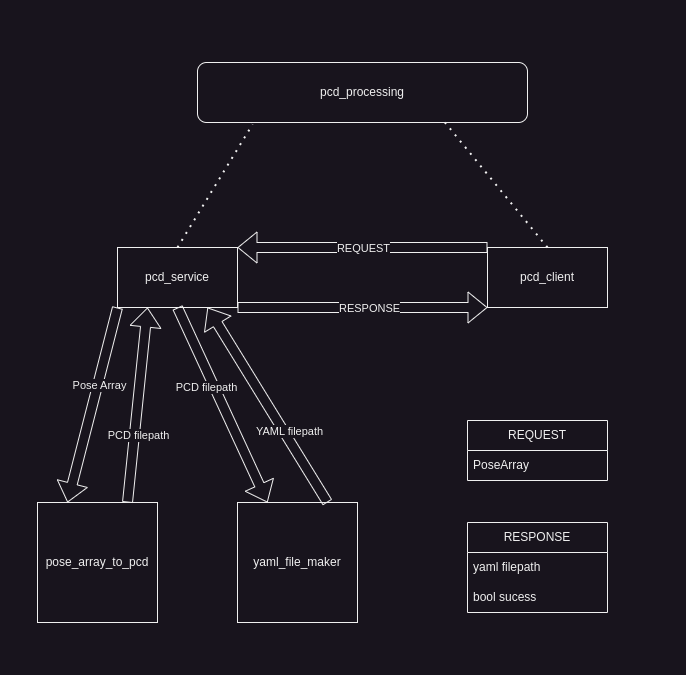 pcd_processing
REQUEST
pcd_service
pcd_client
RESPONSE
Pose Array
PCD filepath
PCD filepath
YAML filepath
REQUEST
PoseArray
RESPONSE
pose_array_to_pcd
yaml_file_maker
yaml filepath
bool sucess